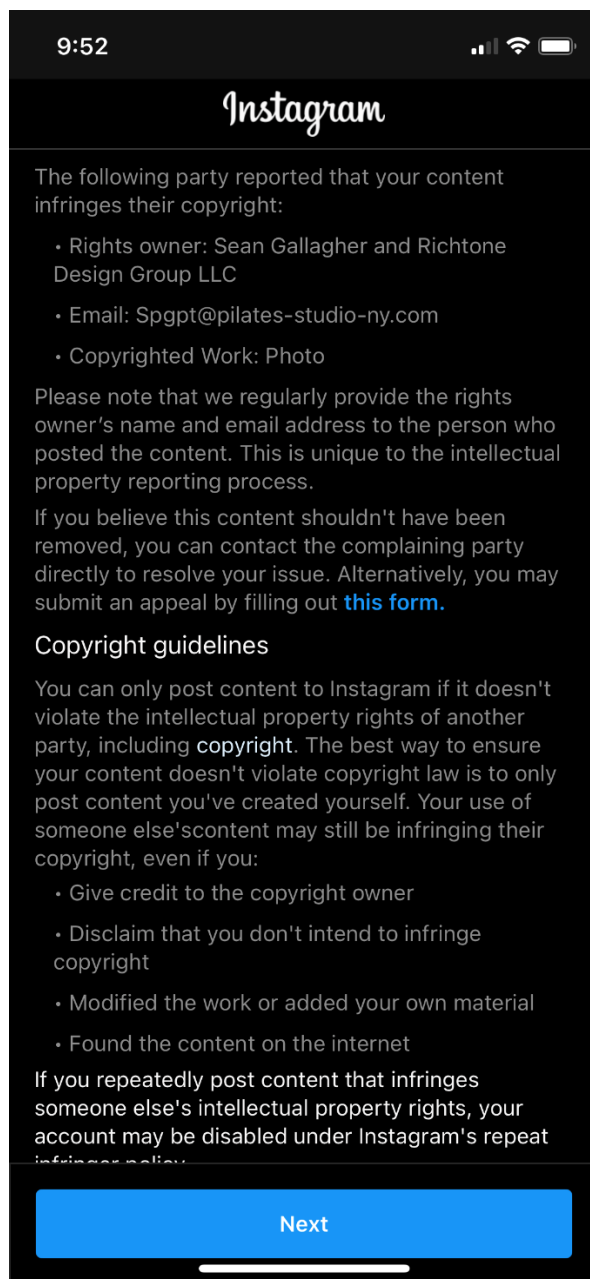 9:52
Instagram
The following party reported that your content
infringes their copyright:
• Rights owner: Sean Gallagher and Richtone
Design Group LLC
• Email: Spgpt@pilates-studio-ny.com
• Copyrighted Work: Photo
Please note that we regularly provide the rights
owner’s name and email address to the person who
posted the content. This is unique to the intellectual
property reporting process.
If you believe this content shouldn't have been
removed, you can contact the complaining party
directly to resolve your issue. Alternatively, you may
submit an appeal by filling out this form.
Copyright guidelines
You can only post content to Instagram if it doesn't
violate the intellectual property rights of another
party, including copyright. The best way to ensure
your content doesn't violate copyright law is to only
post content you've created yourself. Your use of
someone else'scontent may still be infringing their
copyright, even if you:
• Give credit to the copyright owner
• Disclaim that you don't intend to infringe
copyright
• Modified the work or added your own material
• Found the content on the internet
If you repeatedly post content that infringes
someone else's intellectual property rights, your
account may be disabled under Instagram's repeat
infringer policy
Next